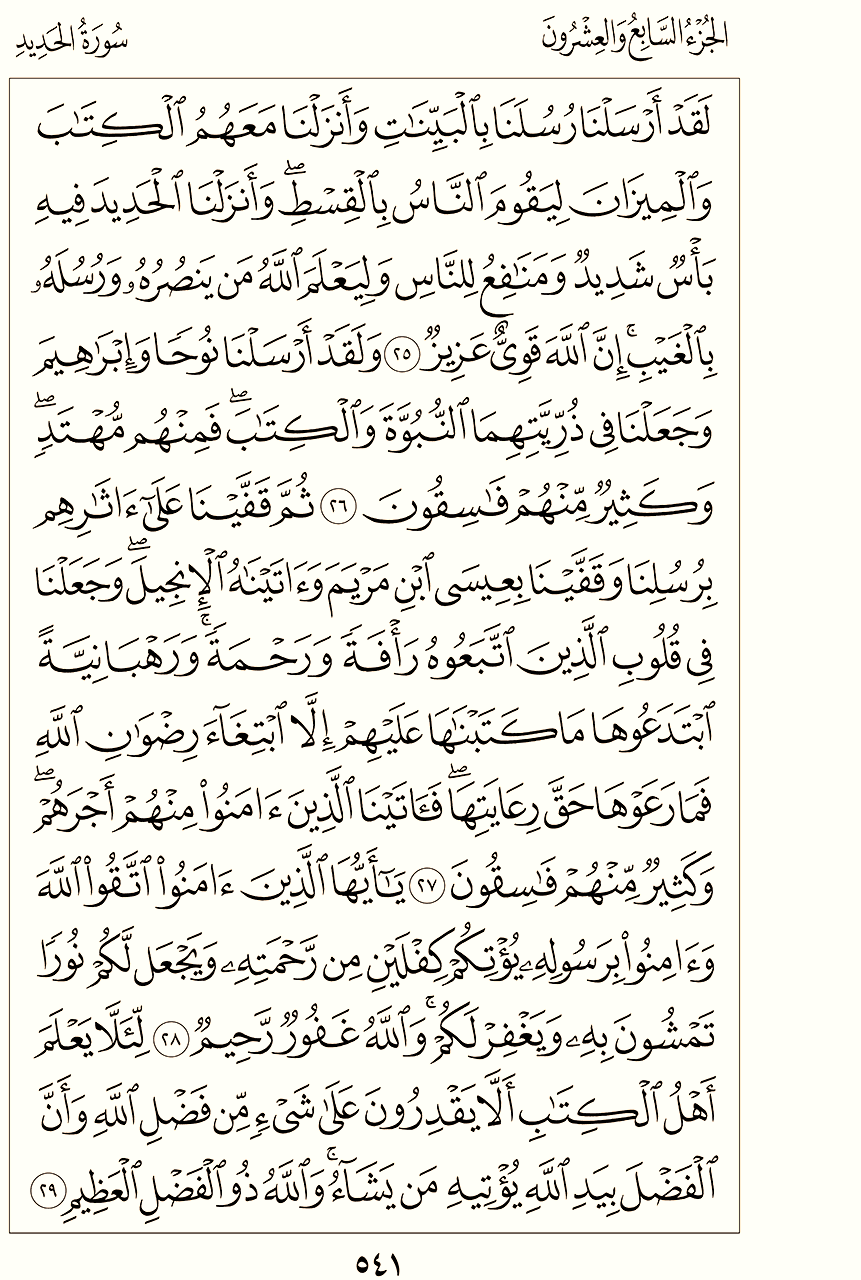 الجُزْءُ السَّابِعُ وَالعِشْرُونَ
سُورَةُ الحَدِيدِ
لَقَدْ أَرْسَلْنَا رُسُلَنَا بِٱلْبَيِّنَٰتِ وَأَنزَلْنَا مَعَهُمُ ٱلْكِتَٰبَ
وَٱلْمِيزَانَ لِيَقُومَ ٱلنَّاسُ بِٱلْقِسْطِۖ وَأَنزَلْنَا ٱلْحَدِيدَ فِيهِ
بَأْسٌ شَدِيدٌ وَمَنَٰفِعُ لِلنَّاسِ وَلِيَعْلَمَ ٱللَّهُ مَن يَنصُرُهُۥ وَرُسُلَهُۥ
بِٱلْغَيْبِۚ إِنَّ ٱللَّهَ قَوِىٌّ عَزِيزٌ ٢٥ وَلَقَدْ أَرْسَلْنَا نُوحًا وَإِبْرَٰهِيمَ
وَجَعَلْنَا فِى ذُرِّيَّتِهِمَا ٱلنُّبُوَّةَ وَٱلْكِتَٰبَۖ فَمِنْهُم مُّهْتَدٍۖ
وَكَثِيرٌ مِّنْهُمْ فَٰسِقُونَ ٢٦ ثُمَّ قَفَّيْنَا عَلَىٰٓ ءَاثَٰرِهِم
بِرُسُلِنَا وَقَفَّيْنَا بِعِيسَى ٱبْنِ مَرْيَمَ وَءَاتَيْنَٰهُ ٱلْإِنجِيلَۖ وَجَعَلْنَا
فِى قُلُوبِ ٱلَّذِينَ ٱتَّبَعُوهُ رَأْفَةً وَرَحْمَةًۚ وَرَهْبَانِيَّةً
ٱبْتَدَعُوهَا مَا كَتَبْنَٰهَا عَلَيْهِمْ إِلَّا ٱبْتِغَآءَ رِضْوَٰنِ ٱللَّهِ
فَمَا رَعَوْهَا حَقَّ رِعَايَتِهَاۖ فَـَٔاتَيْنَا ٱلَّذِينَ ءَامَنُوا۟ مِنْهُمْ أَجْرَهُمْۖ
وَكَثِيرٌ مِّنْهُمْ فَٰسِقُونَ ٢٧ يَٰٓأَيُّهَا ٱلَّذِينَ ءَامَنُوا۟ ٱتَّقُوا۟ ٱللَّهَ
وَءَامِنُوا۟ بِرَسُولِهِۦ يُؤْتِكُمْ كِفْلَيْنِ مِن رَّحْمَتِهِۦ وَيَجْعَل لَّكُمْ نُورًا
تَمْشُونَ بِهِۦ وَيَغْفِرْ لَكُمْۚ وَٱللَّهُ غَفُورٌ رَّحِيمٌ ٢٨ لِّئَلَّا يَعْلَمَ
أَهْلُ ٱلْكِتَٰبِ أَلَّا يَقْدِرُونَ عَلَىٰ شَىْءٍ مِّن فَضْلِ ٱللَّهِ وَأَنَّ
ٱلْفَضْلَ بِيَدِ ٱللَّهِ يُؤْتِيهِ مَن يَشَآءُۚ وَٱللَّهُ ذُو ٱلْفَضْلِ ٱلْعَظِيمِ ٢٩
٥٤١